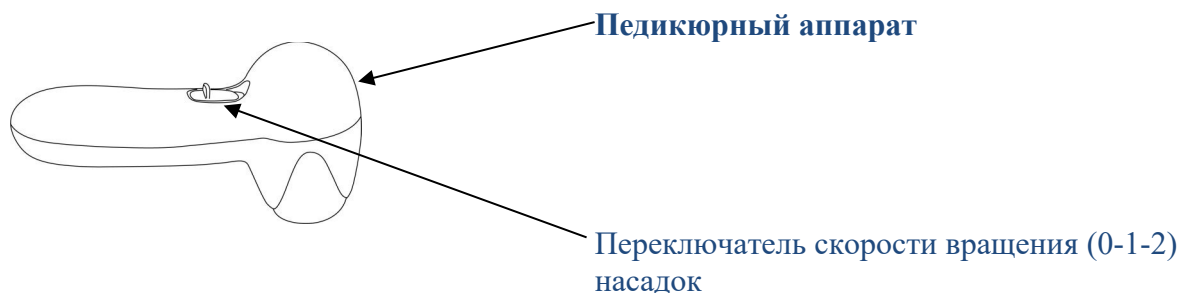 Педикюрный аппарат
Переключатель скорости вращения (0-1-2)
насадок